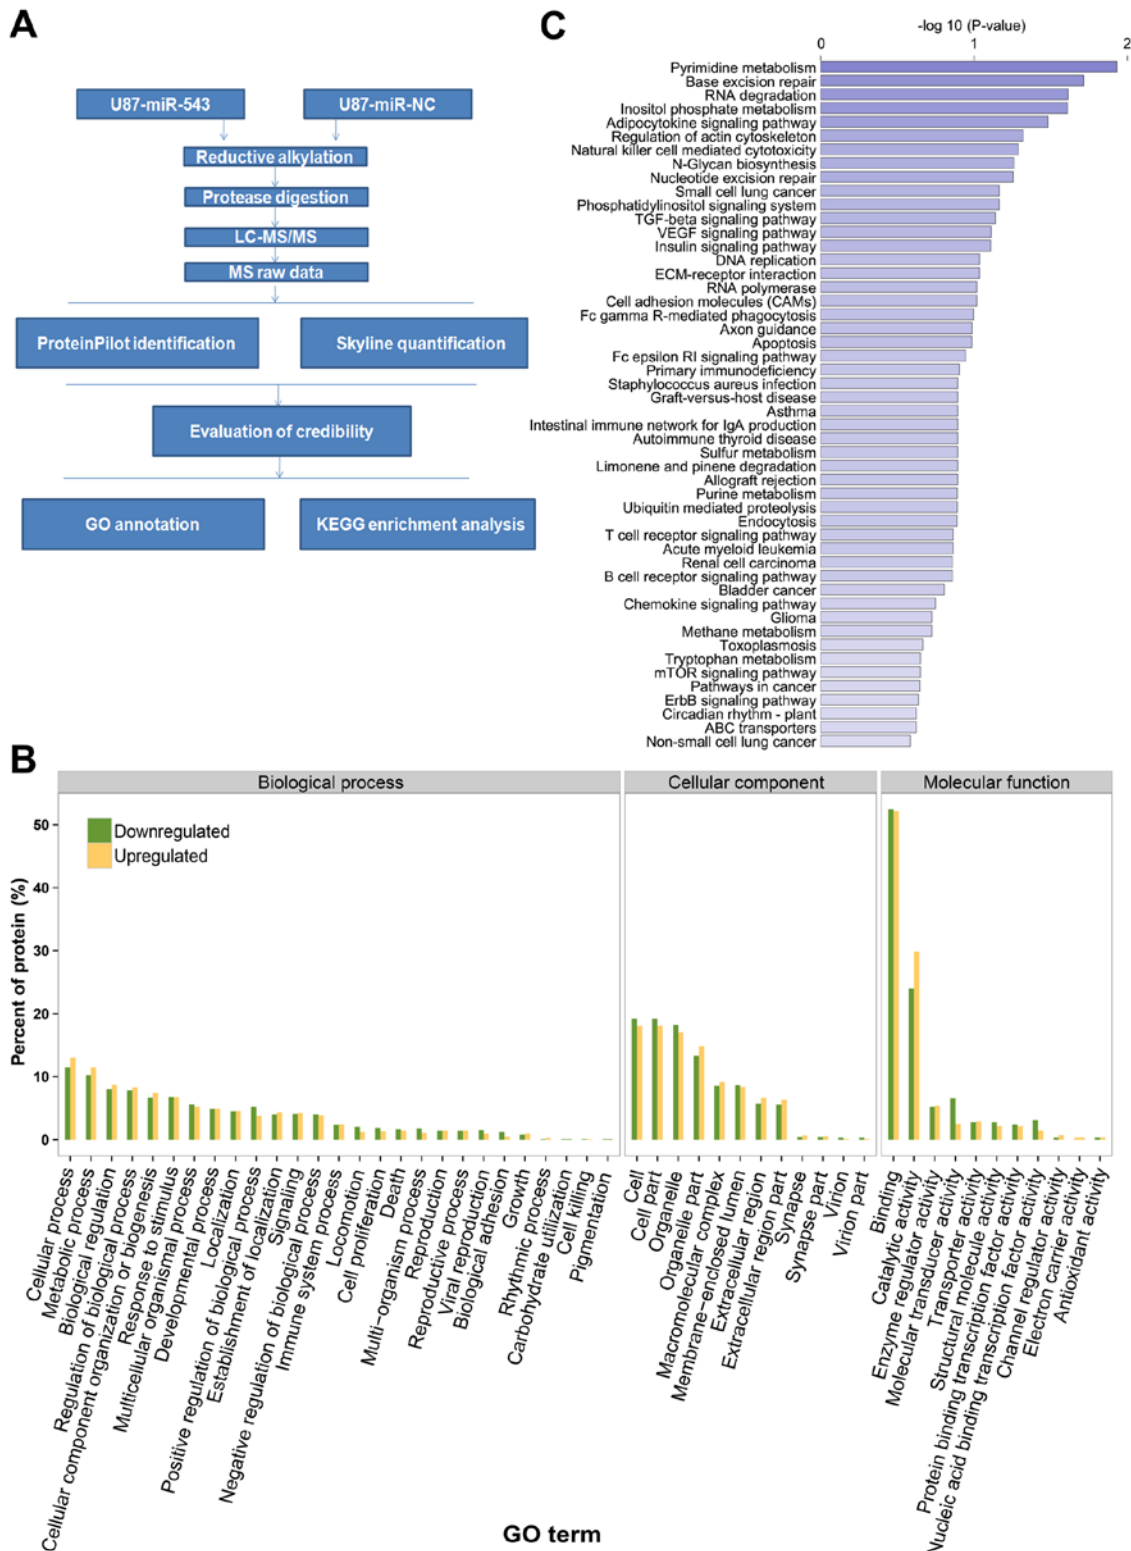 A
U87-miR-543
U87-miR-NC
Reductive alkylation
Protease digestion
LC-MS/MS
MS raw data
ProteinPilot identification
Skyline quantification
Evaluation of credibility
GO annotation
KEGG enrichment analysis
C
-log 10 (P-value)
0
1
2
Pyrimidine metabolism
Base excision repair
RNA degradation
Inositol phosphate metabolism
Adipocytokine signaling pathway
Regulation of actin cytoskeleton
Natural killer cell mediated cytotoxicity
N-Glycan biosynthesis
Nucleotide excision repair
Small cell lung cancer
Phosphatidylinositol signaling system
TGF-beta signaling pathway
VEGF signaling pathway
Insulin signaling pathway
DNA replication
ECM-receptor interaction
RNA polymerase
Cell adhesion molecules (CAMs)
Fc gamma R-mediated phagocytosis
Axon guidance
Apoptosis
Fc epsilon RI signaling pathway
Primary immunodeficiency
Staphylococcus aureus infection
Graft-versus-host disease
Asthma
Intestinal immune network for IgA production
Autoimmune thyroid disease
Sulfur metabolism
Limonene and pinene degradation
Allograft rejection
Purine metabolism
Ubiquitin mediated proteolysis
Endocytosis
T cell receptor signaling pathway
Acute myeloid leukemia
Renal cell carcinoma
B cell receptor signaling pathway
Bladder cancer
Chemokine signaling pathway
Glioma
Methane metabolism
Toxoplasmosis
Tryptophan metabolism
mTOR signaling pathway
Pathways in cancer
ErbB signaling pathway
Circadian rhythm - plant
ABC transporters
Non-small cell lung cancer
B
Biological process
Cellular component
Molecular function
Downregulated
Upregulated
Percent of protein (%)
50
40
30
20
10
0
Cellular process
Metabolic process
Biological regulation
Regulation of biological process
Cellular component organization or biogenesis
Response to stimulus
Multicellular organismal process
Developmental process
Localization
Positive regulation of biological process
Establishment of localization
Signaling
Negative regulation of biological process
Immune system process
Locomotion
Cell proliferation
Death
Multi-organism process
Reproduction
Reproductive process
Viral reproduction
Biological adhesion
Growth
Rhythmic process
Carbohydrate utilization
Cell killing
Pigmentation
Cell
Cell part
Organelle
Organelle part
Macromolecular complex
Membrane-enclosed lumen
Extracellular region
Extracellular region part
Synapse
Synapse part
Virion
Virion part
Binding
Catalytic activity
Enzyme regulator activity
Molecular transducer activity
Transporter activity
Structural molecule activity
Protein binding transcription factor activity
Nucleic acid binding transcription factor activity
Channel regulator activity
Electron carrier activity
Antioxidant activity
GO term